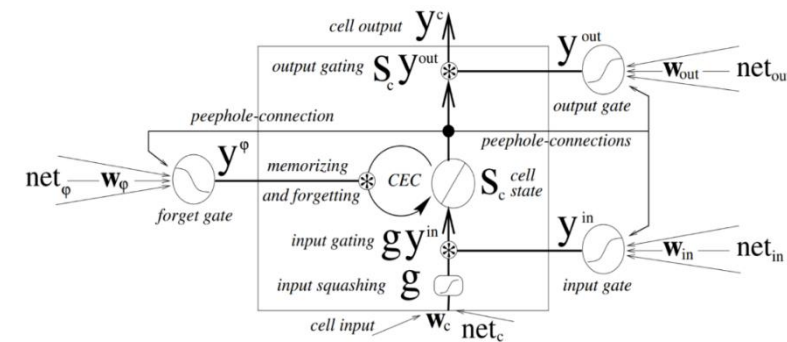 cell output y^c
output gating S_c y^out
y^out
w_out net_ou
output gate
peephole-connection
peephole-connections
net_φ w_φ y^φ
forget gate
memorizing
and forgetting
CEC
S_c cell
state
input gating g y^in
y^in
w_in net_in
input gate
input squashing g
cell input w_c net_c